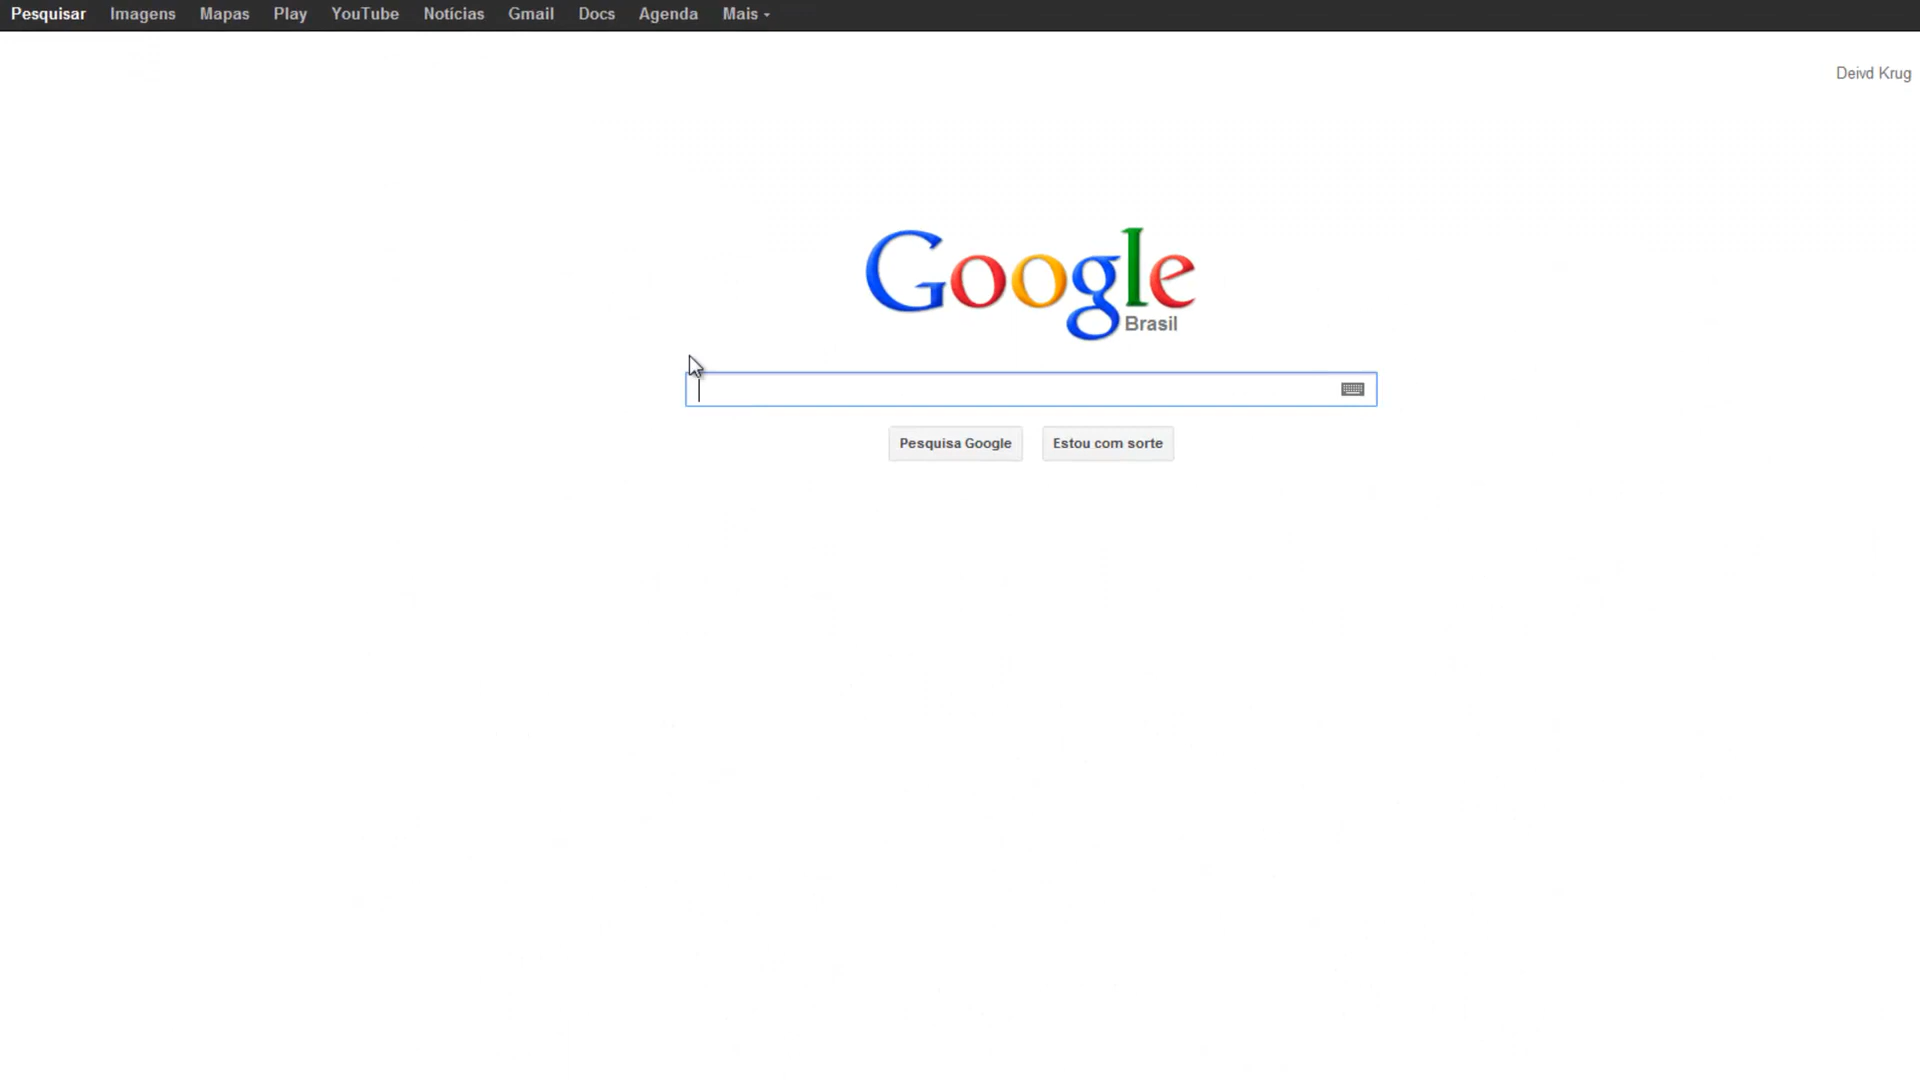 Pesquisar Imagens Mapas Play YouTube Notícias Gmail Docs Agenda Mais
Deivd Krug
Google
Brasil
Pesquisa Google Estou com sorte